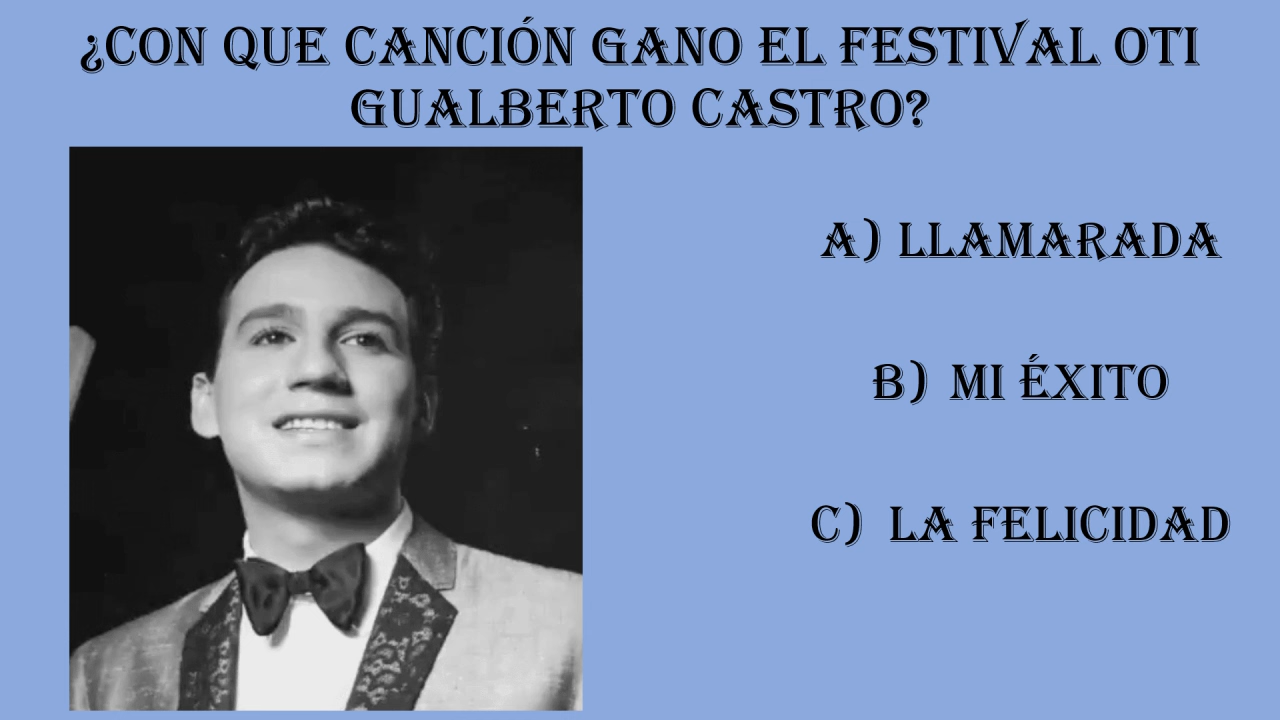 ¿CON QUE CANCIÓN GANO EL FESTIVAL OTI
GUALBERTO CASTRO?
A) LLAMARADA
B) MI ÉXITO
C) LA FELICIDAD